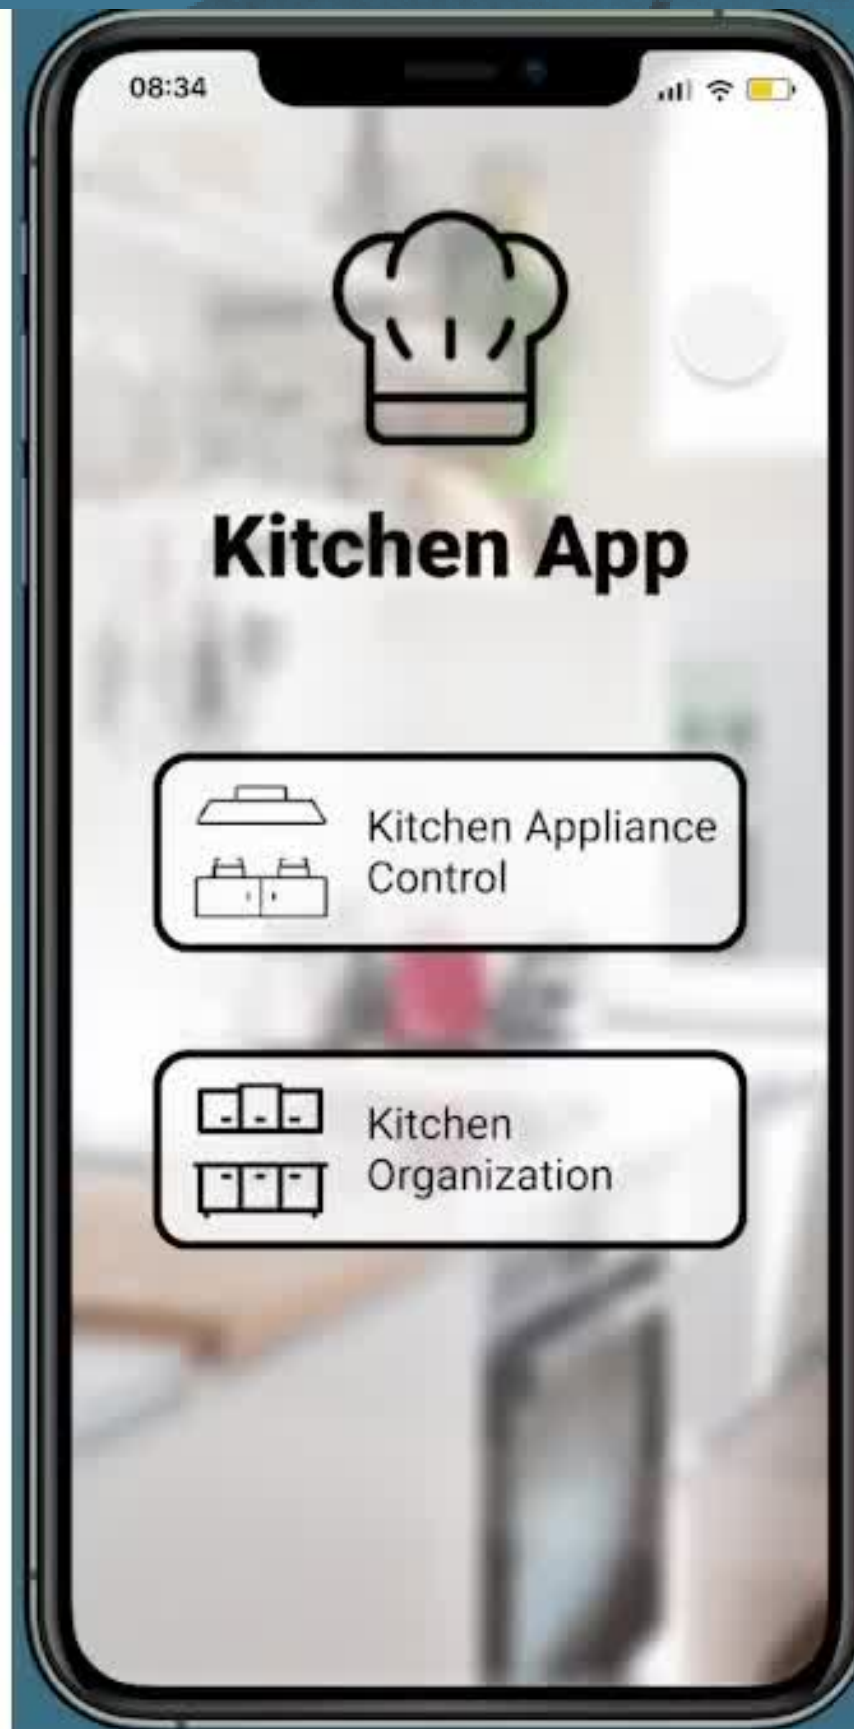 08:34
Kitchen App
Kitchen Appliance
Control
Kitchen
Organization